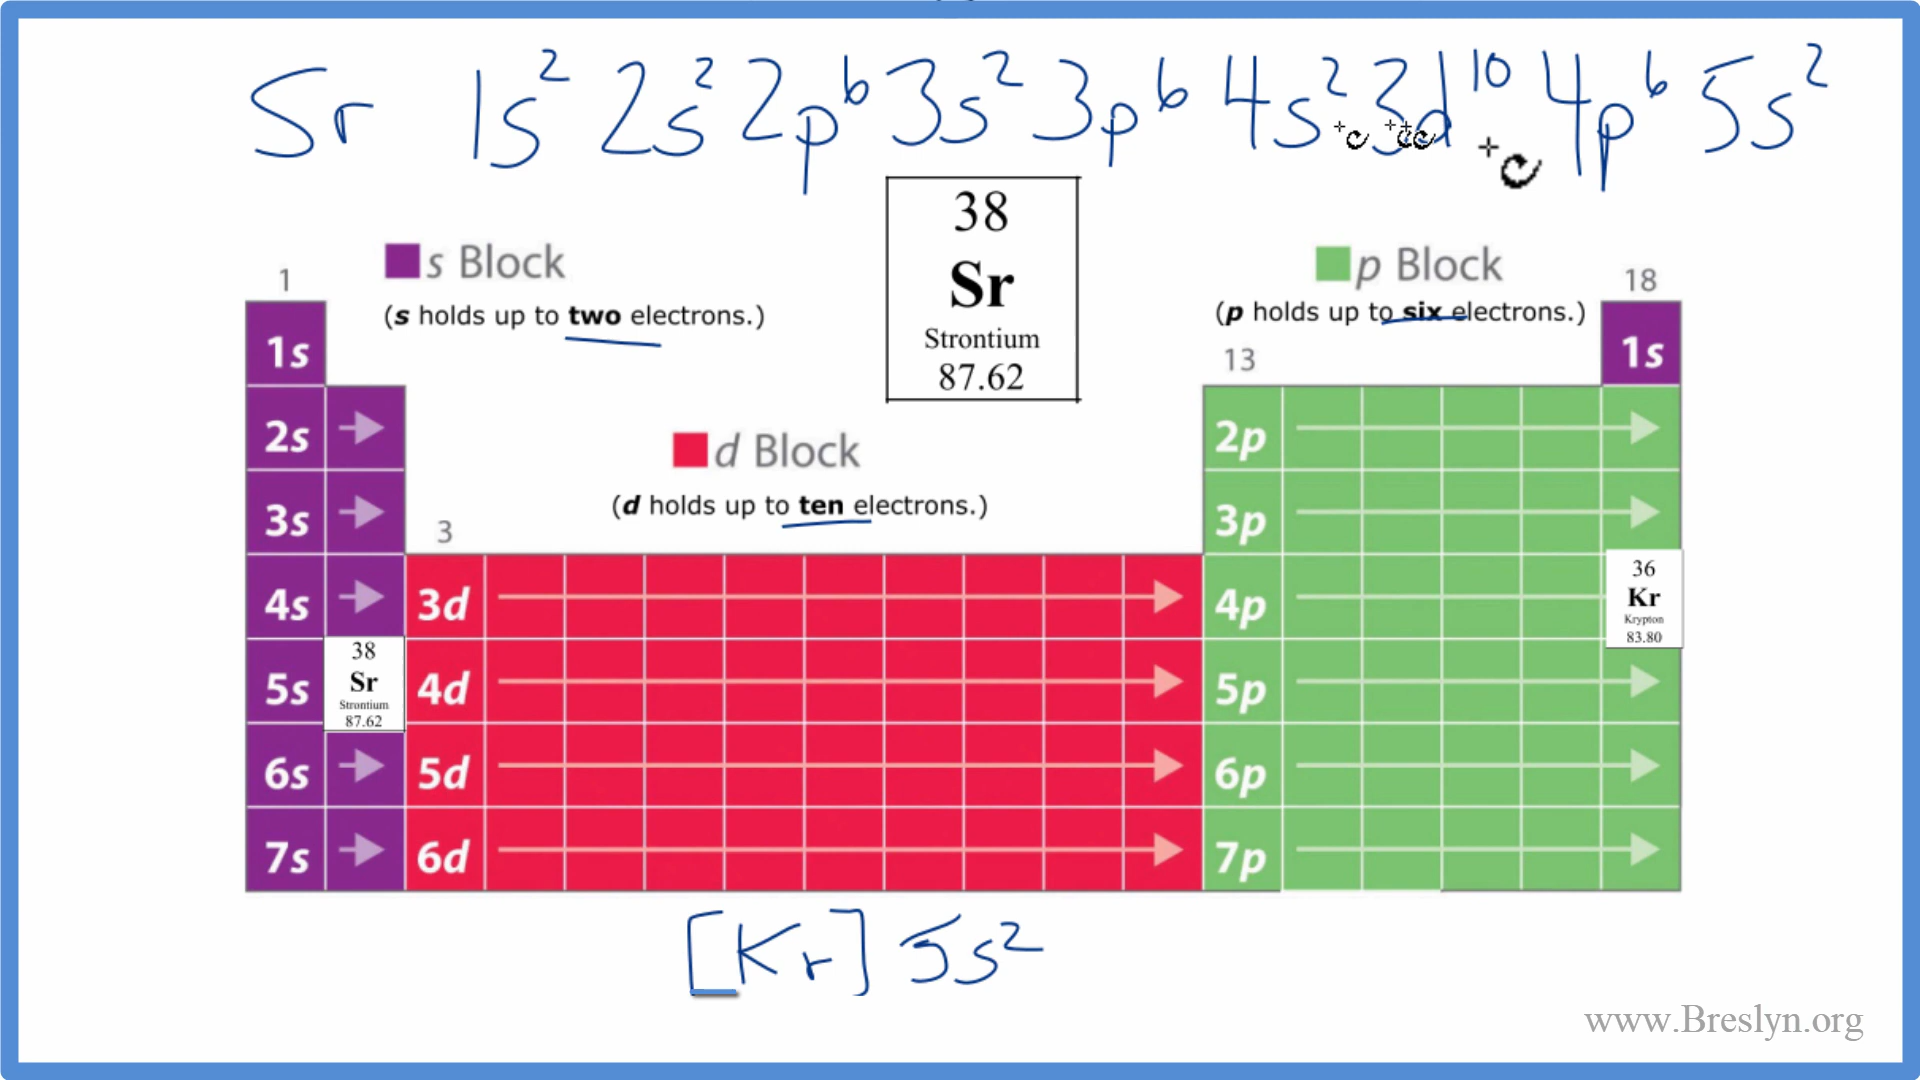 Sr 1s² 2s² 2p⁶ 3s² 3p⁶ 4s² 3d¹⁰ 4p⁶ 5s²
38
Sr
Strontium
87.62
s Block
(s holds up to two electrons.)
p Block
(p holds up to six electrons.)
d Block
(d holds up to ten electrons.)
1 18
13
3
1s 1s
2s 2p
3s 3p
4s 3d 4p
36
Kr
Krypton
83.80
5s
38
Sr
Strontium
87.62
4d 5p
6s 5d 6p
7s 6d 7p
[Kr] 5s²
www.Breslyn.org